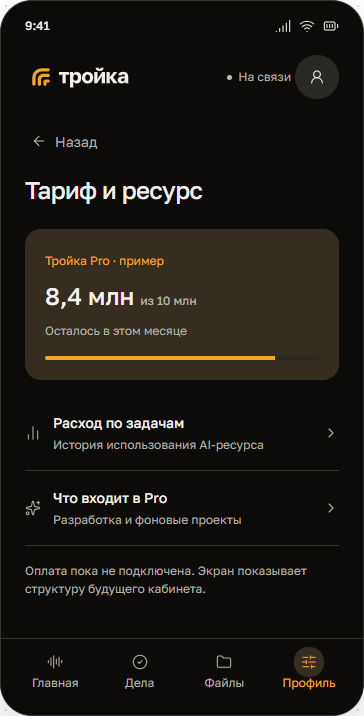 9:41
тройка
На связи
Назад
Тариф и ресурс
Тройка Pro · пример
8,4 млн из 10 млн
Осталось в этом месяце
Расход по задачам
История использования AI-ресурса
Что входит в Pro
Разработка и фоновые проекты
Оплата пока не подключена. Экран показывает
структуру будущего кабинета.
Главная Дела Файлы Профиль